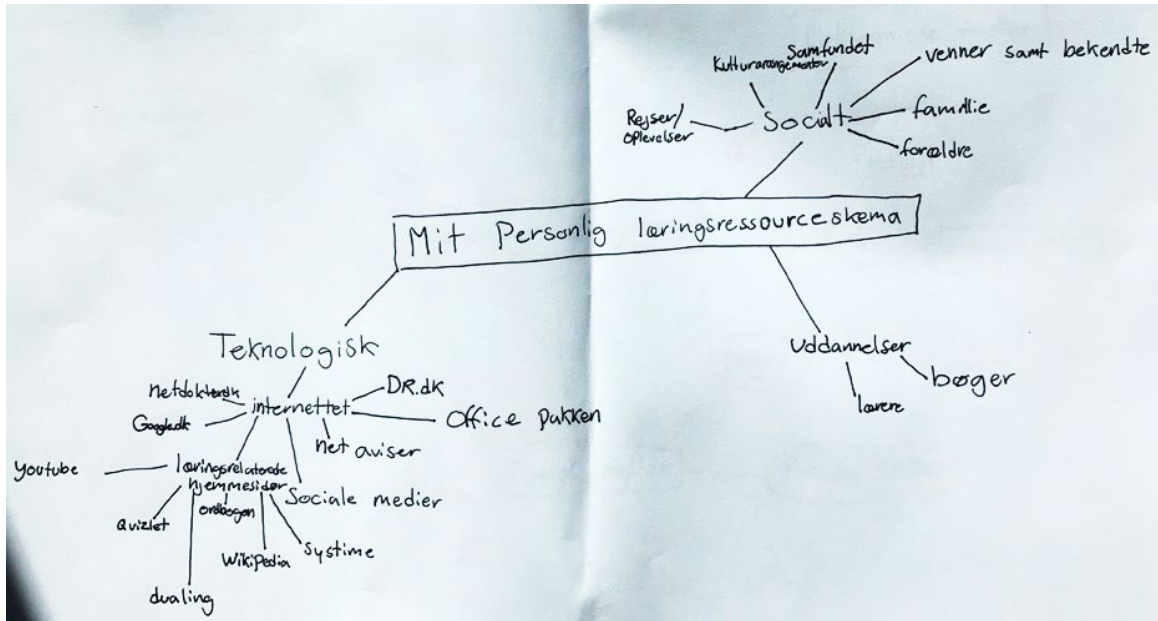 Samfundet
Kulturarrangementer
venner samt bekendte
Rejser/
oplevelser
Socialt
familie
forældre
Mit Personlig læringsressourceskema
Teknologisk
Uddannelser
bøger
lærere
netdoktor.dk
internettet
DR.dk
Google.dk
Office pakken
net aviser
Youtube
læringsrelaterede
hjemmesider
Sociale medier
Quizlet
ordbogen
Wikipedia
Systime
dualing